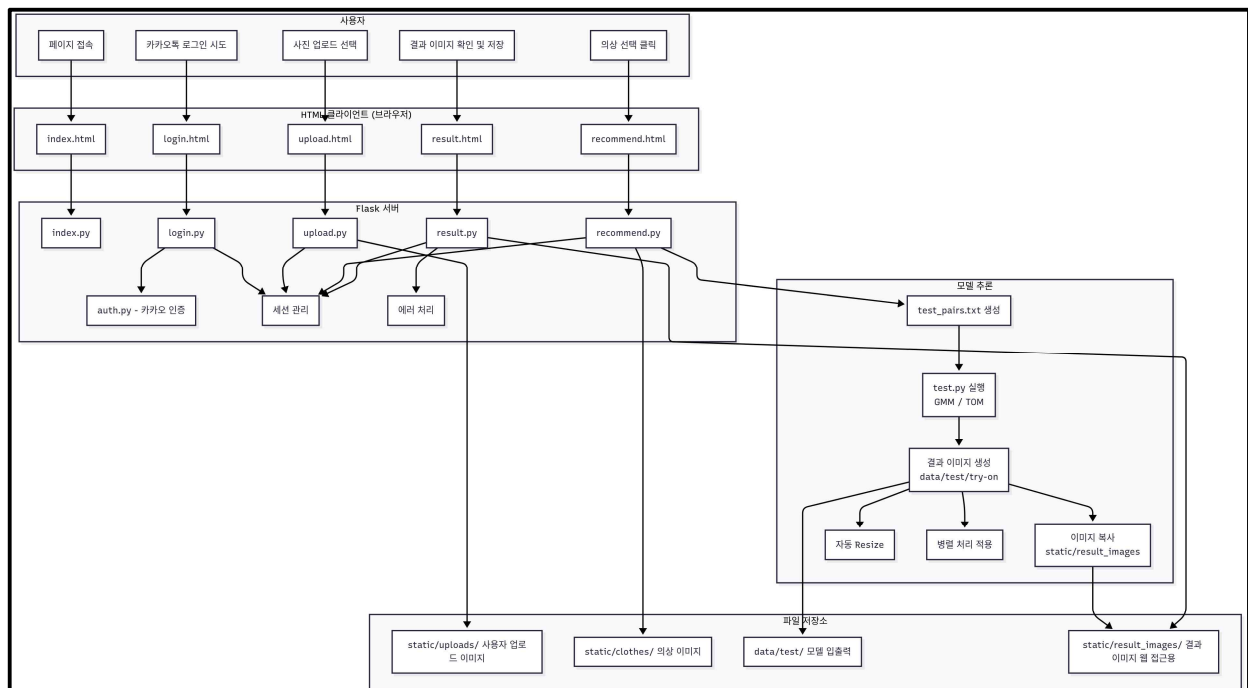 사용자
페이지 접속
카카오톡 로그인 시도
사진 업로드 선택
결과 이미지 확인 및 저장
의상 선택 클릭
HTML 클라이언트 (브라우저)
index.html
login.html
upload.html
result.html
recommend.html
Flask 서버
index.py
login.py
upload.py
result.py
recommend.py
auth.py - 카카오 인증
세션 관리
에러 처리
모델 추론
test_pairs.txt 생성
test.py 실행
GMM / TOM
결과 이미지 생성
data/test/try-on
자동 Resize
병렬 처리 적용
이미지 복사
static/result_images
파일 저장소
static/uploads/ 사용자 업로
드 이미지
static/clothes/ 의상 이미지
data/test/ 모델 입출력
static/result_images/ 결과
이미지 웹 접근용